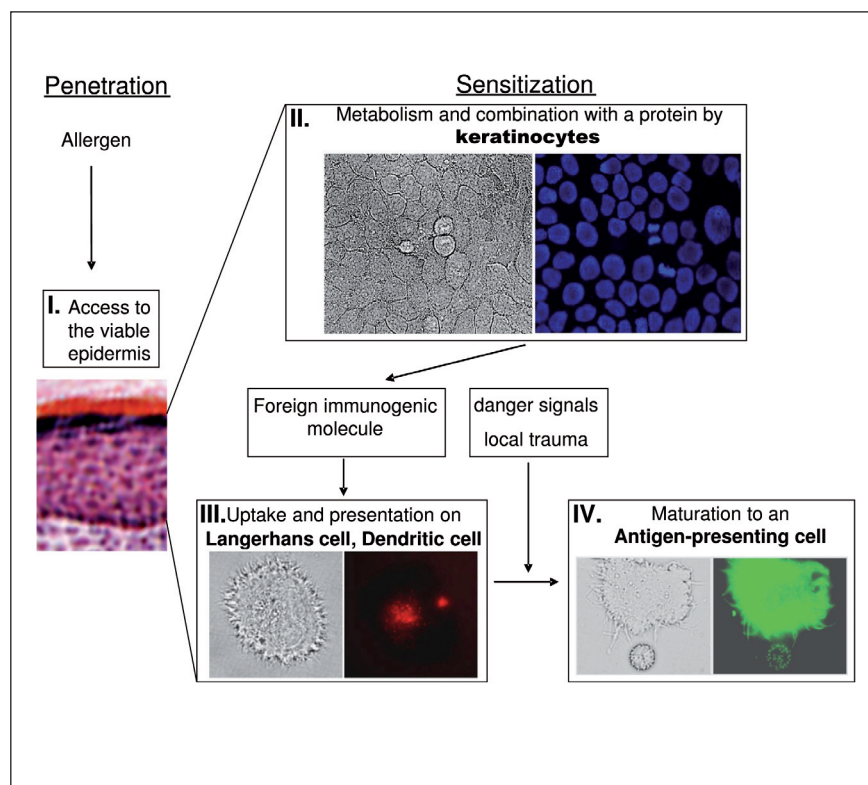 Penetration
Allergen
I. Access to
the viable
epidermis
Sensitization
II. Metabolism and combination with a protein by
keratinocytes
Foreign immunogenic
molecule
danger signals
local trauma
III.Uptake and presentation on
Langerhans cell, Dendritic cell
IV. Maturation to an
Antigen-presenting cell